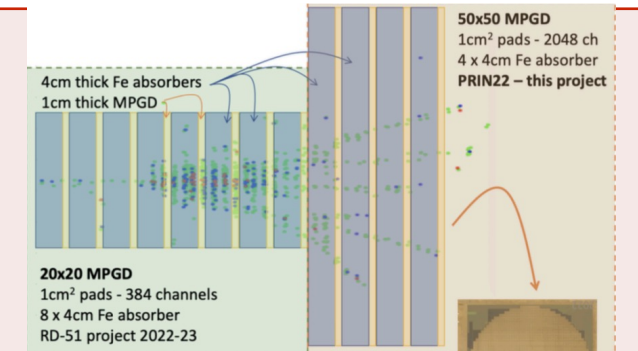 50x50 MPGD
1cm² pads - 2048 ch
4 x 4cm Fe absorber
PRIN22 – this project
4cm thick Fe absorbers
1cm thick MPGD
20x20 MPGD
1cm² pads - 384 channels
8 x 4cm Fe absorber
RD-51 project 2022-23